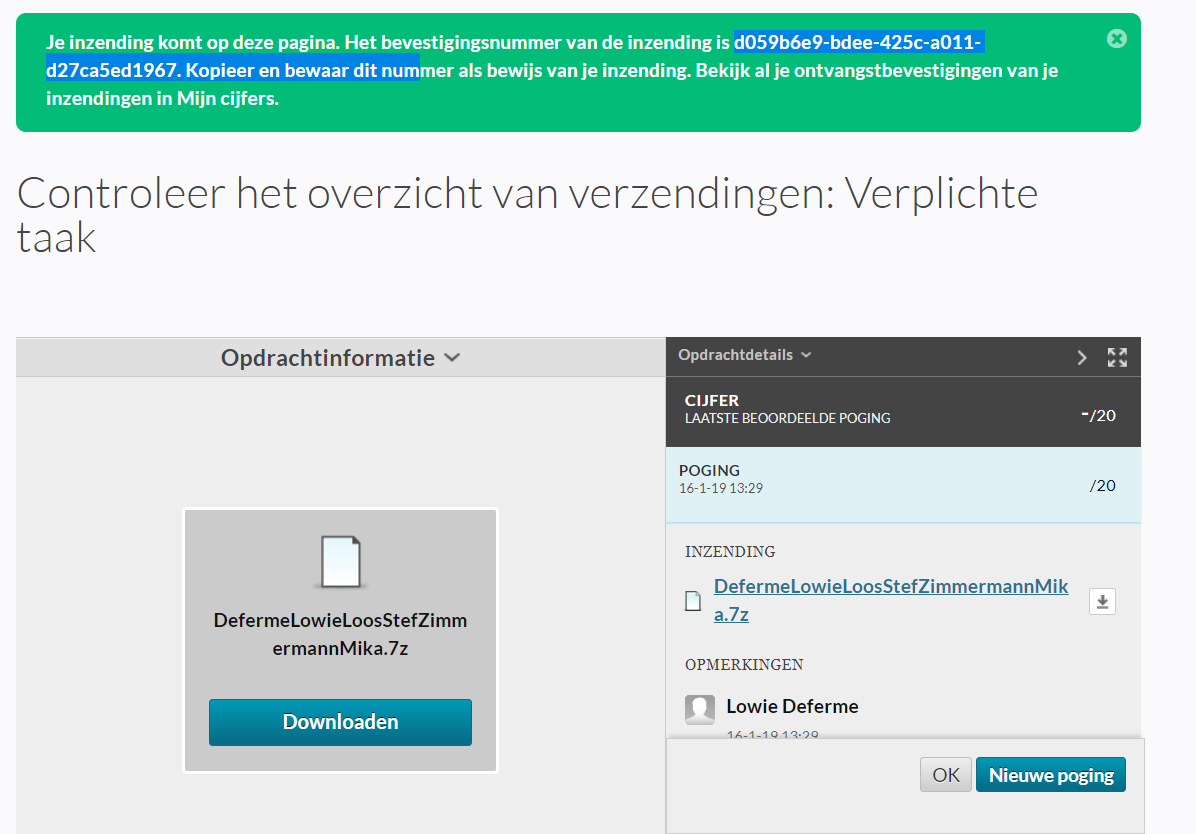 Je inzending komt op deze pagina. Het bevestigingsnummer van de inzending is d059b6e9-bdee-425c-a011-
d27ca5ed1967. Kopieer en bewaar dit nummer als bewijs van je inzending. Bekijk al je ontvangstbevestigingen van je
inzendingen in Mijn cijfers.
Controleer het overzicht van verzendingen: Verplichte
taak
Opdrachtinformatie
DefermeLowieLoosStefZimm
ermannMika.7z
Downloaden
Opdrachtdetails
CIJFER
LAATSTE BEOORDEELDE POGING
-/20
POGING
16-1-19 13:29
/20
INZENDING
DefermeLowieLoosStefZimmermannMik
a.7z
OPMERKINGEN
Lowie Deferme
16-1-19 13:29
OK
Nieuwe poging